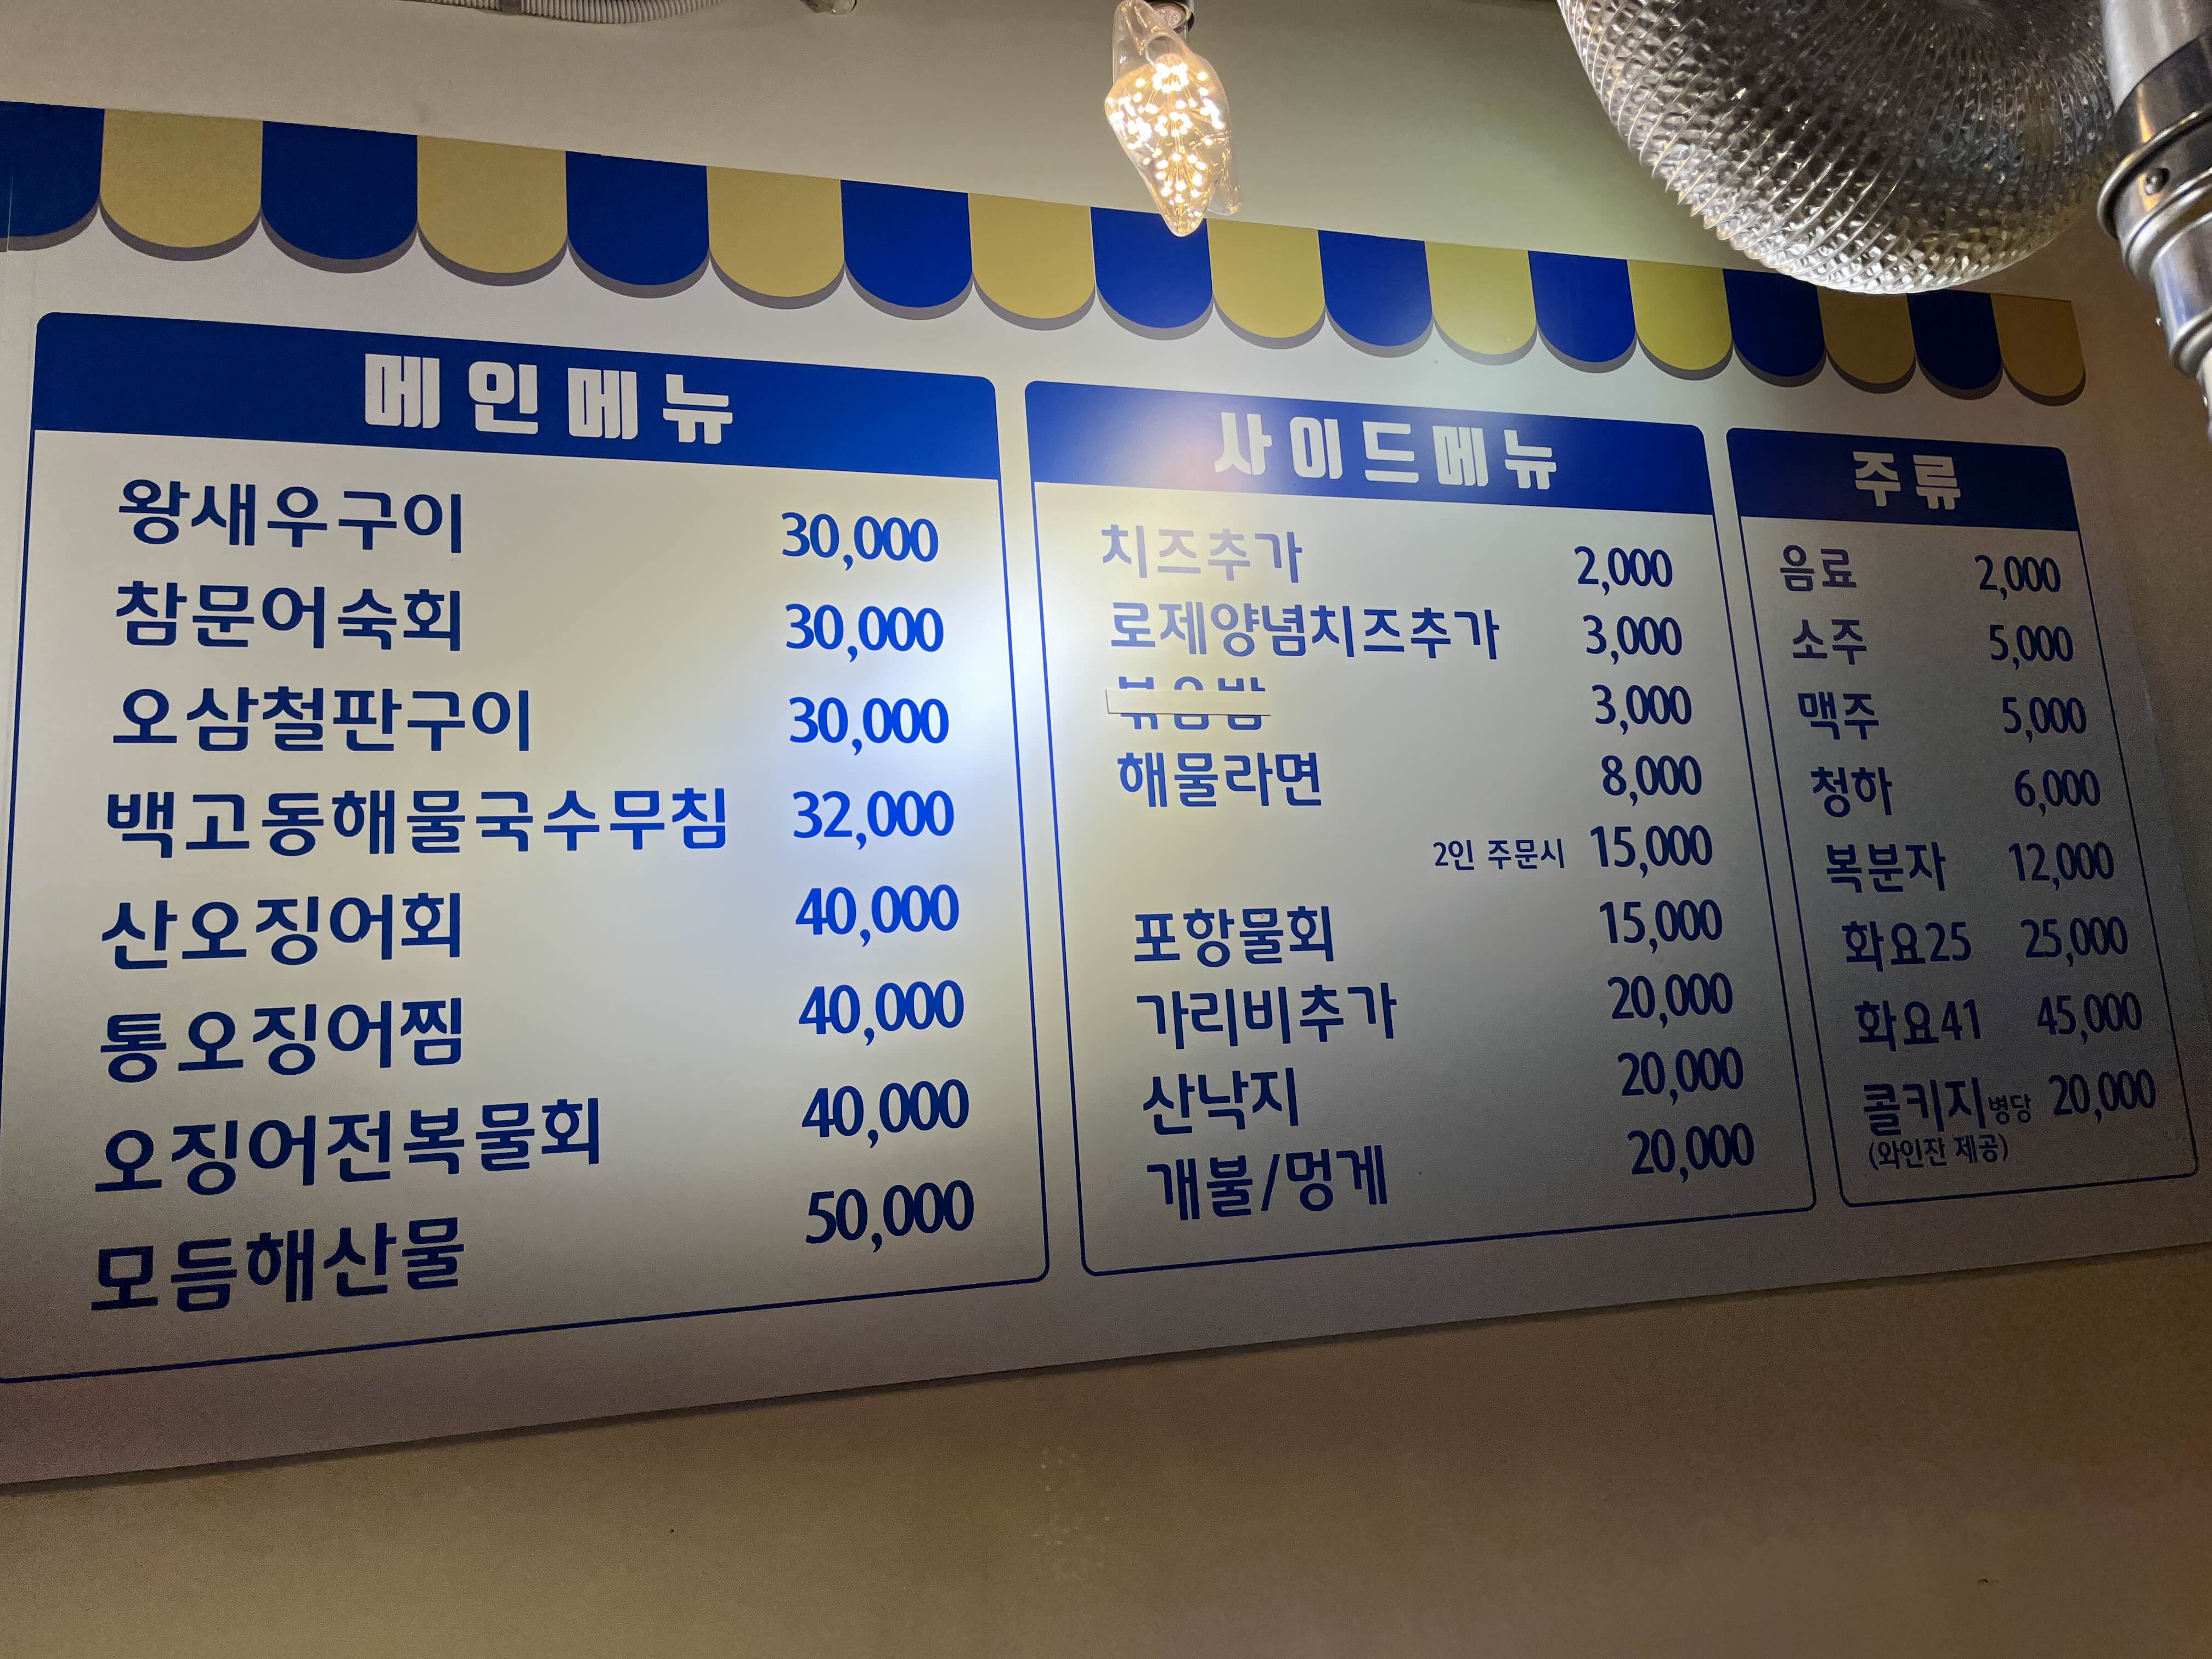 메인메뉴
왕새우구이 30,000
참문어숙회 30,000
오삼철판구이 30,000
백고동해물국수무침 32,000
산오징어회 40,000
통오징어찜 40,000
오징어전복물회 40,000
모듬해산물 50,000
사이드메뉴
치즈추가 2,000
로제양념치즈추가 3,000
볶음밥 3,000
해물라면 8,000
2인 주문시 15,000
포항물회 15,000
가리비추가 20,000
산낙지 20,000
개불/멍게 20,000
주류
음료 2,000
소주 5,000
맥주 5,000
청하 6,000
복분자 12,000
화요25 25,000
화요41 45,000
콜키지병당 20,000
(와인잔 제공)